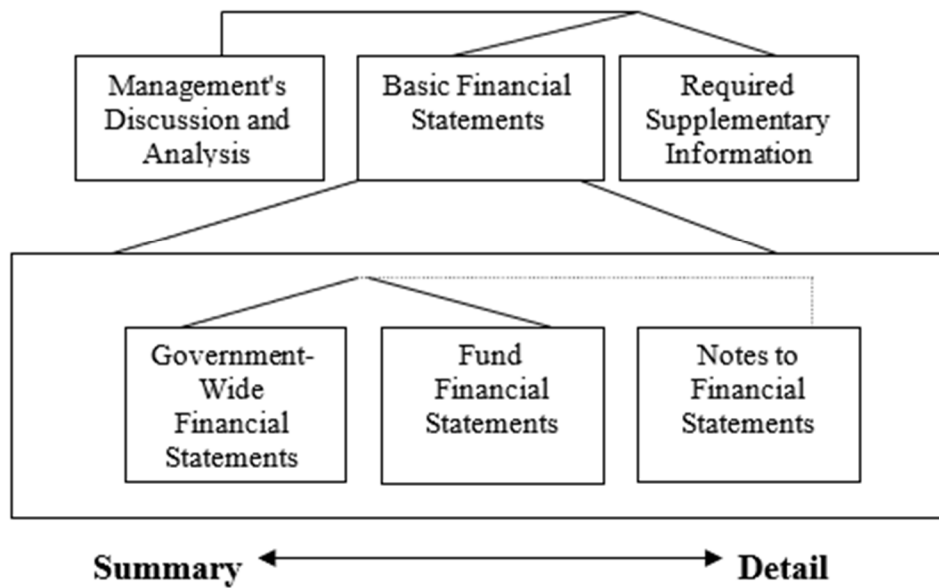 Management's
Discussion and
Analysis
Basic Financial
Statements
Required
Supplementary
Information
Government-
Wide
Financial
Statements
Fund
Financial
Statements
Notes to
Financial
Statements
Summary
Detail